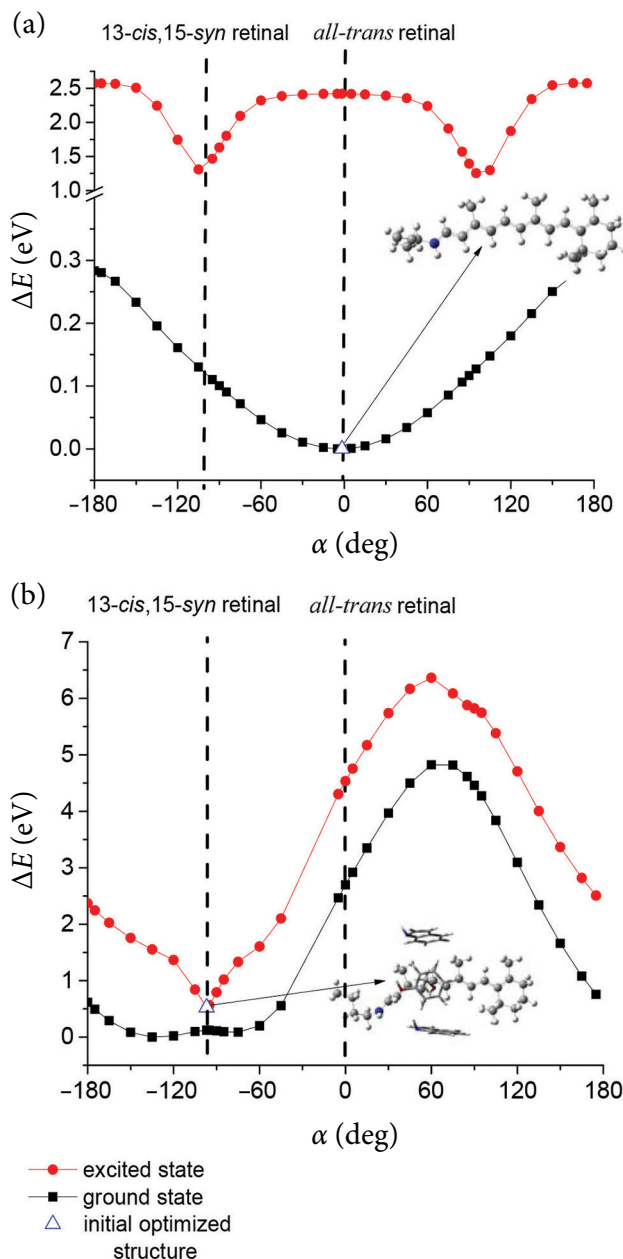 (a)
13-cis,15-syn retinal all-trans retinal
2.5
2.0
1.5
1.0
0.3
0.2
0.1
0.0
ΔE (eV)
−180 −120 −60 0 60 120 180
α (deg)
(b)
13-cis,15-syn retinal all-trans retinal
7
6
5
4
3
2
1
0
ΔE (eV)
−180 −120 −60 0 60 120 180
α (deg)
excited state
ground state
initial optimized
structure